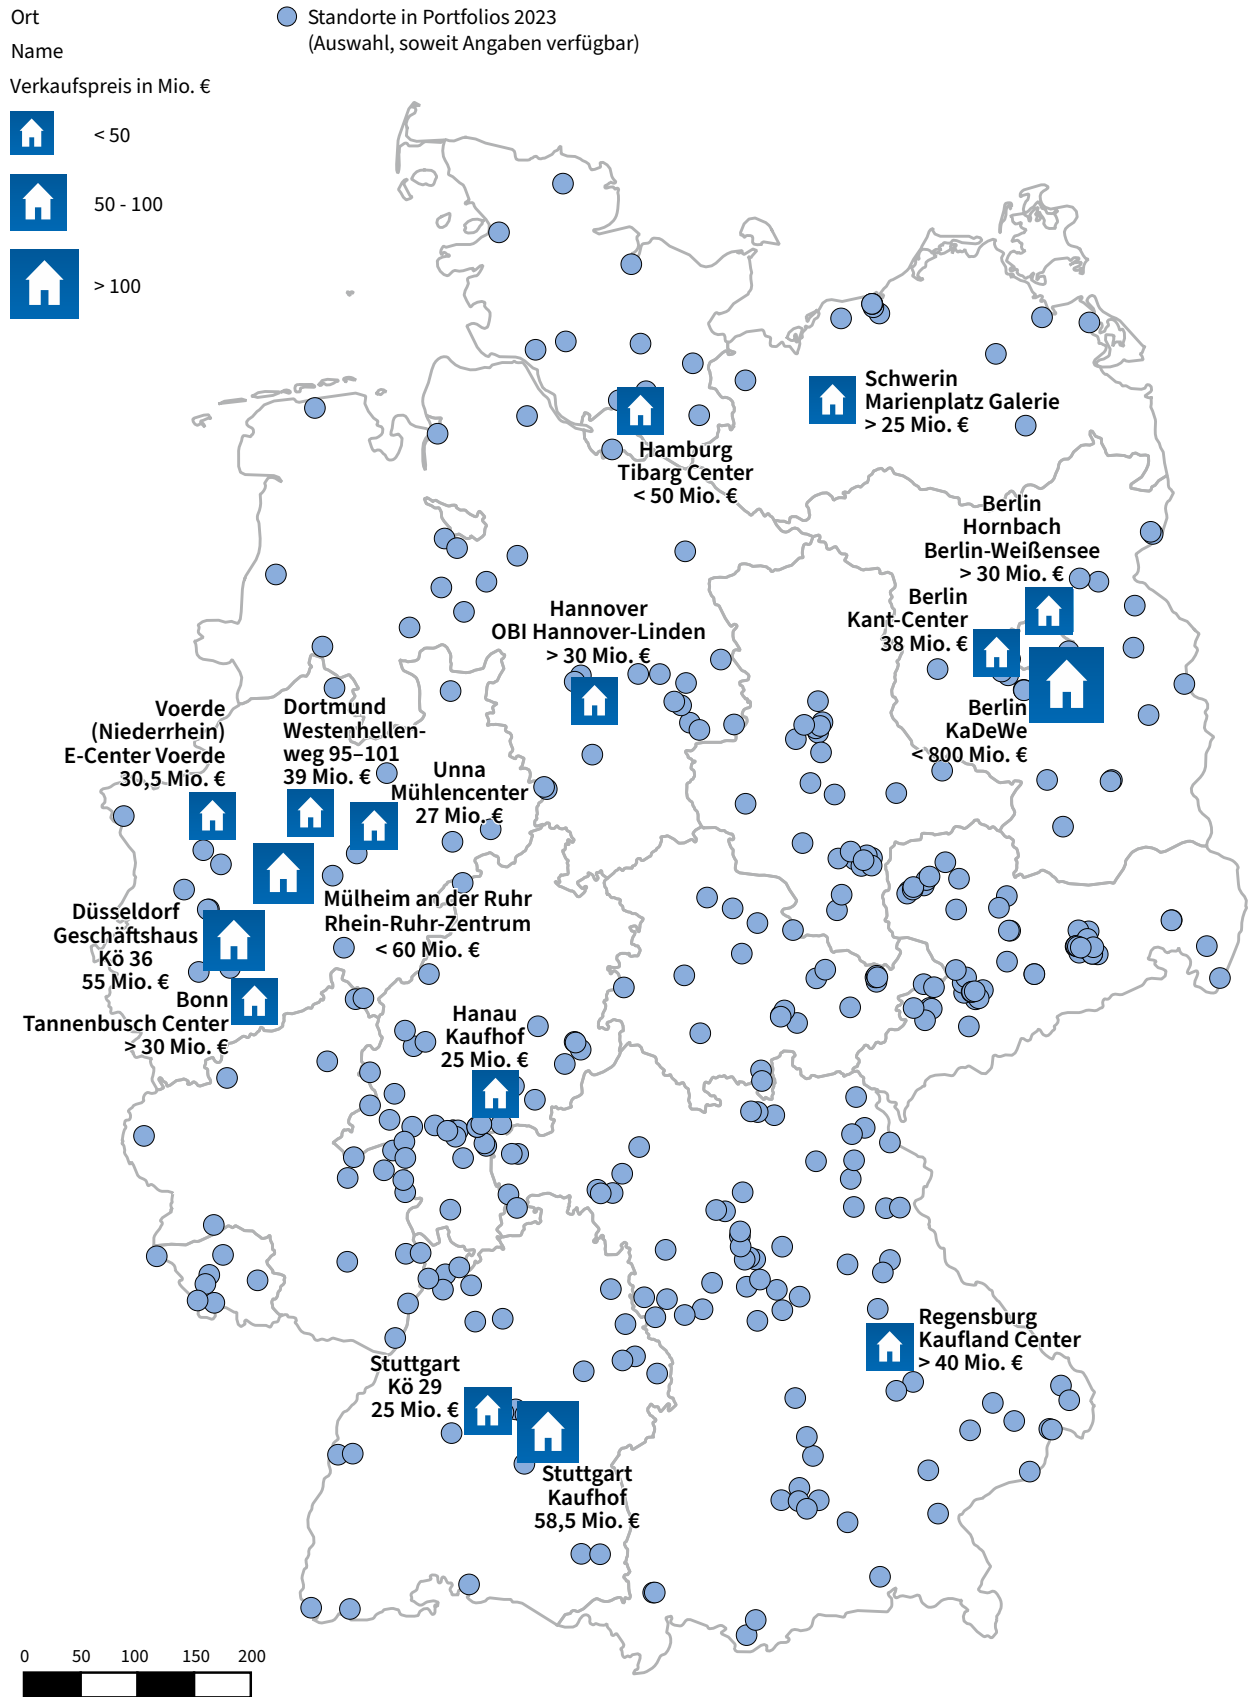 Ort
Name
Verkaufspreis in Mio. €
< 50
50 - 100
> 100
Standorte in Portfolios 2023
(Auswahl, soweit Angaben verfügbar)
Schwerin
Marienplatz Galerie
> 25 Mio. €
Hamburg
Tibarg Center
< 50 Mio. €
Berlin
Hornbach
Berlin-Weißensee
> 30 Mio. €
Berlin
Kant-Center
38 Mio. €
Berlin
KaDeWe
< 800 Mio. €
Hannover
OBI Hannover-Linden
> 30 Mio. €
Voerde
(Niederrhein)
E-Center Voerde
30,5 Mio. €
Dortmund
Westenhellen-
weg 95–101
39 Mio. €
Unna
Mühlencenter
27 Mio. €
Mülheim an der Ruhr
Rhein-Ruhr-Zentrum
< 60 Mio. €
Düsseldorf
Geschäftshaus
Kö 36
55 Mio. €
Bonn
Tannenbusch Center
> 30 Mio. €
Hanau
Kaufhof
25 Mio. €
Regensburg
Kaufland Center
> 40 Mio. €
Stuttgart
Kö 29
25 Mio. €
Stuttgart
Kaufhof
58,5 Mio. €
0 50 100 150 200